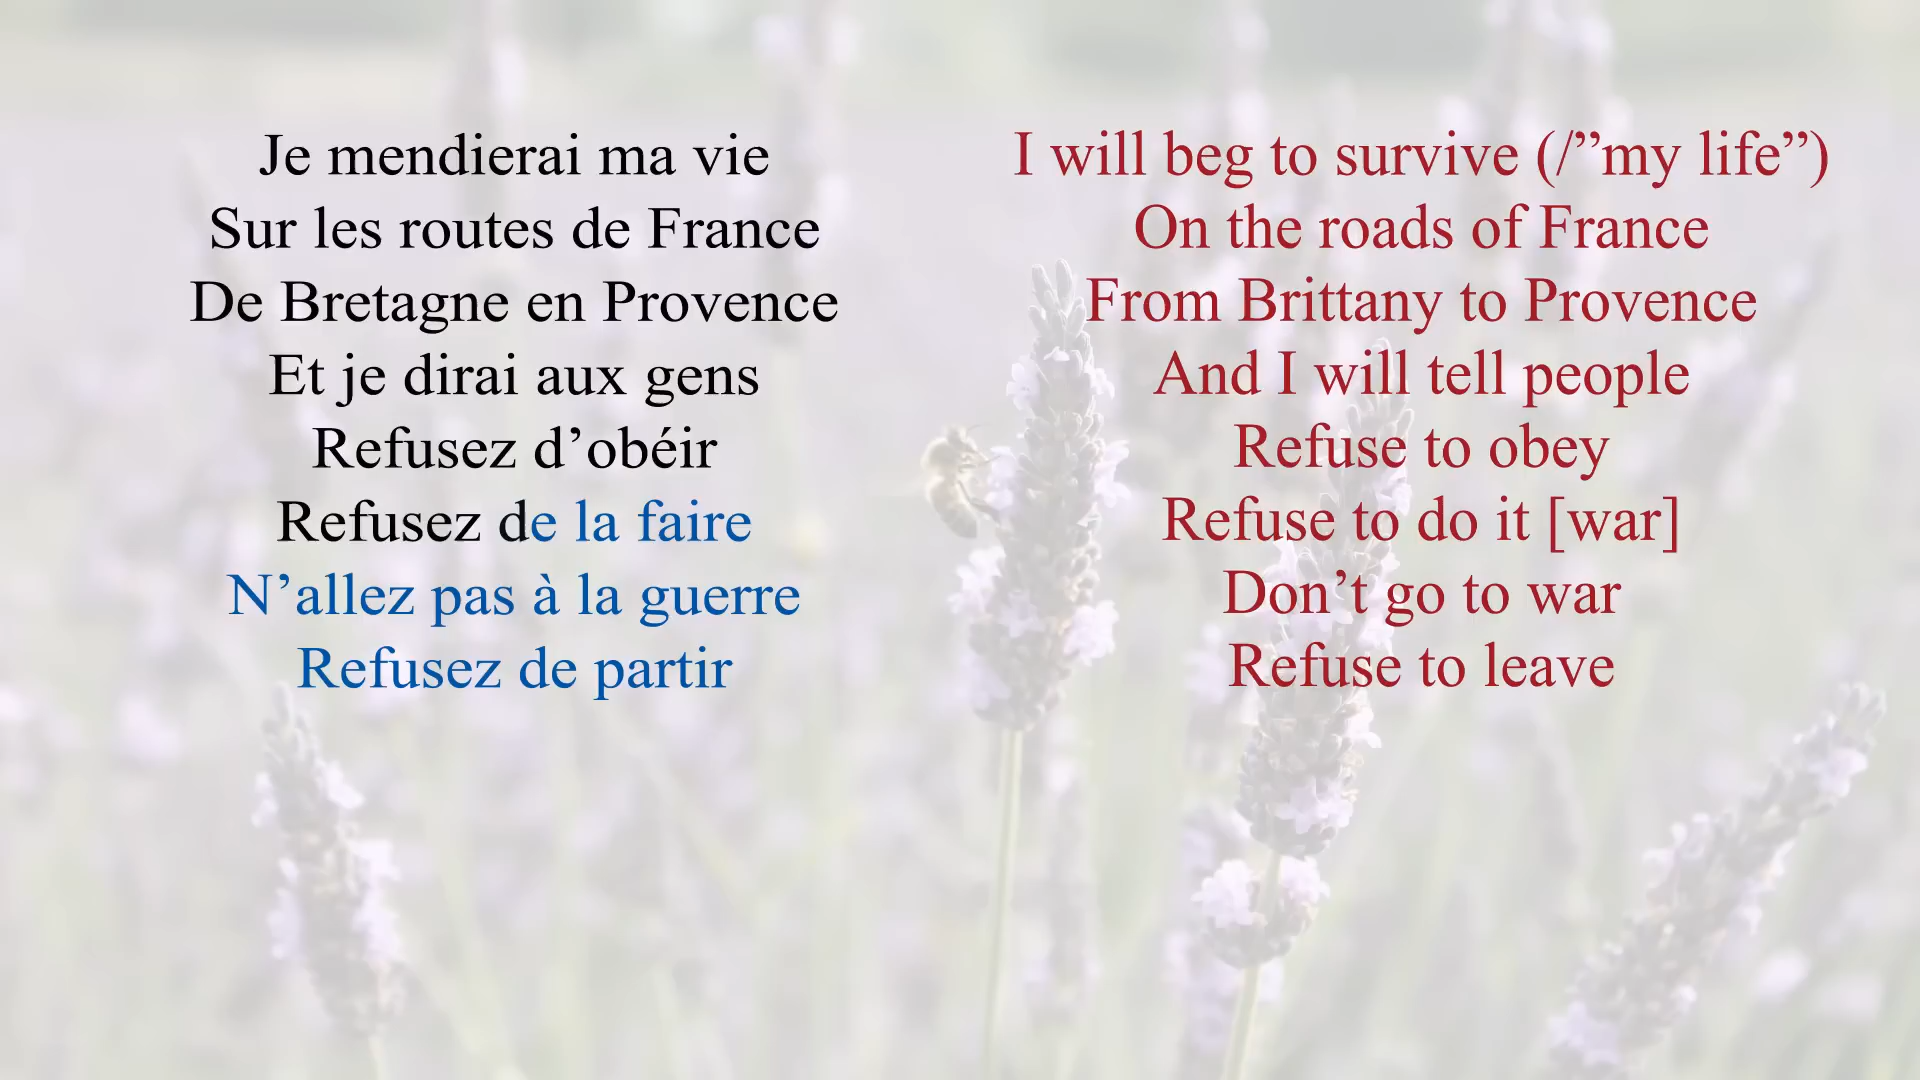 Je mendierai ma vie
Sur les routes de France
De Bretagne en Provence
Et je dirai aux gens
Refusez d’obéir
Refusez de la faire
N’allez pas à la guerre
Refusez de partir
I will beg to survive (/”my life”)
On the roads of France
From Brittany to Provence
And I will tell people
Refuse to obey
Refuse to do it [war]
Don’t go to war
Refuse to leave